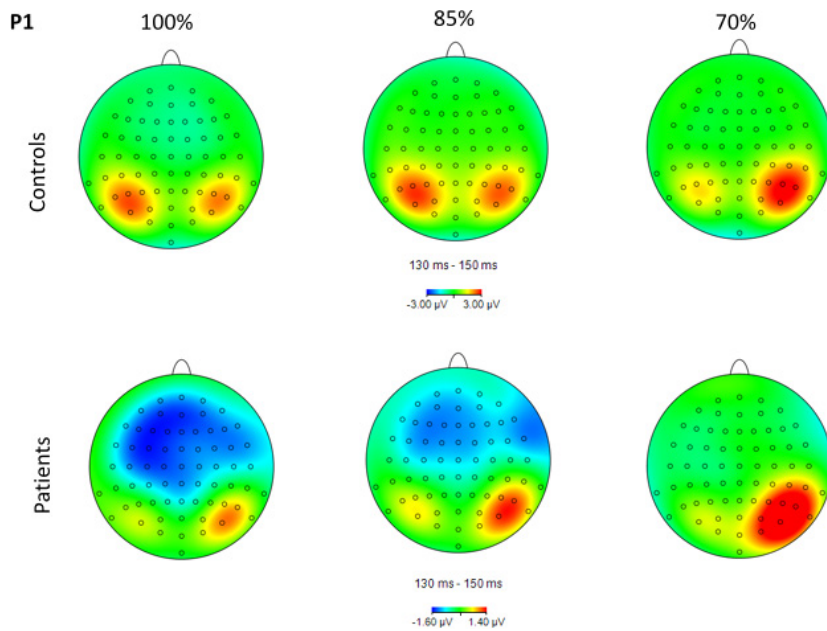 P1
100%
85%
70%
Controls
130 ms - 150 ms
-3.00 µV 3.00 µV
Patients
130 ms - 150 ms
-1.60 µV 1.40 µV